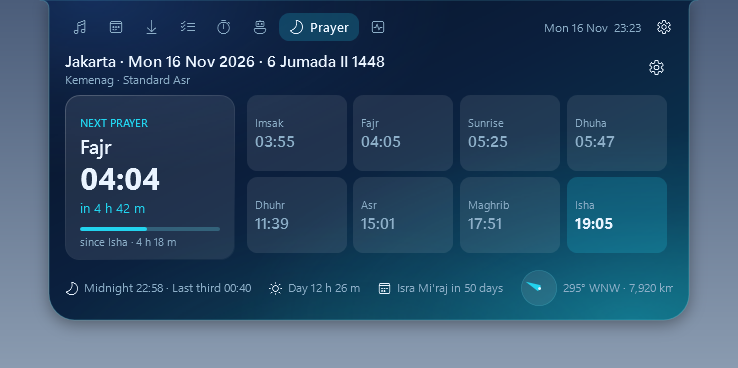 Prayer
Mon 16 Nov 23:23
Jakarta · Mon 16 Nov 2026 · 6 Jumada II 1448
Kemenag · Standard Asr
NEXT PRAYER
Fajr
04:04
in 4 h 42 m
since Isha · 4 h 18 m
Imsak
03:55
Fajr
04:05
Sunrise
05:25
Dhuha
05:47
Dhuhr
11:39
Asr
15:01
Maghrib
17:51
Isha
19:05
Midnight 22:58 · Last third 00:40
Day 12 h 26 m
Isra Mi'raj in 50 days
295° WNW · 7,920 km